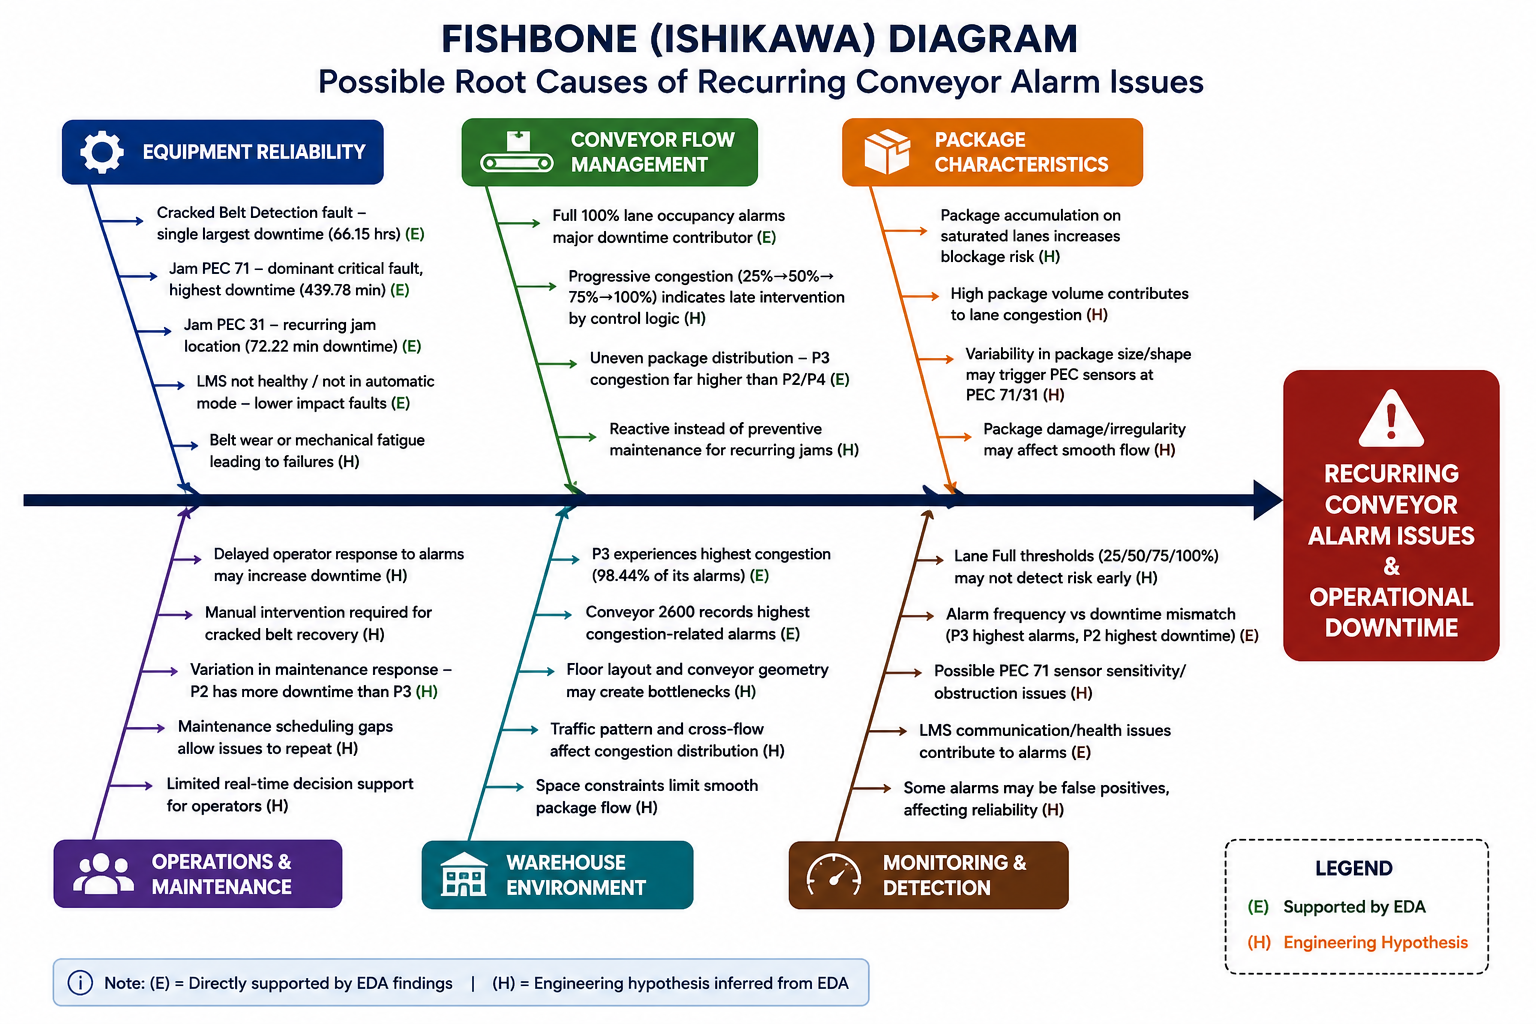 FISHBONE (ISHIKAWA) DIAGRAM
Possible Root Causes of Recurring Conveyor Alarm Issues
EQUIPMENT RELIABILITY
Cracked Belt Detection fault –
single largest downtime (66.15 hrs) (E)
Jam PEC 71 – dominant critical fault,
highest downtime (439.78 min) (E)
Jam PEC 31 – recurring jam
location (72.22 min downtime) (E)
LMS not healthy / not in automatic
mode – lower impact faults (E)
Belt wear or mechanical fatigue
leading to failures (H)
CONVEYOR FLOW
MANAGEMENT
Full 100% lane occupancy alarms
major downtime contributor (E)
Progressive congestion (25%→50%→
75%→100%) indicates late intervention
by control logic (H)
Uneven package distribution – P3
congestion far higher than P2/P4 (E)
Reactive instead of preventive
maintenance for recurring jams (H)
PACKAGE
CHARACTERISTICS
Package accumulation on
saturated lanes increases
blockage risk (H)
High package volume contributes
to lane congestion (H)
Variability in package size/shape
may trigger PEC sensors at
PEC 71/31 (H)
Package damage/irregularity
may affect smooth flow (H)
RECURRING
CONVEYOR
ALARM ISSUES
&
OPERATIONAL
DOWNTIME
Delayed operator response to alarms
may increase downtime (H)
Manual intervention required for
cracked belt recovery (H)
Variation in maintenance response –
P2 has more downtime than P3 (H)
Maintenance scheduling gaps
allow issues to repeat (H)
Limited real-time decision support
for operators (H)
OPERATIONS &
MAINTENANCE
P3 experiences highest congestion
(98.44% of its alarms) (E)
Conveyor 2600 records highest
congestion-related alarms (E)
Floor layout and conveyor geometry
may create bottlenecks (H)
Traffic pattern and cross-flow
affect congestion distribution (H)
Space constraints limit smooth
package flow (H)
WAREHOUSE
ENVIRONMENT
Lane Full thresholds (25/50/75/100%)
may not detect risk early (H)
Alarm frequency vs downtime mismatch
(P3 highest alarms, P2 highest downtime) (E)
Possible PEC 71 sensor sensitivity/
obstruction issues (H)
LMS communication/health issues
contribute to alarms (E)
Some alarms may be false positives,
affecting reliability (H)
MONITORING &
DETECTION
LEGEND
(E) Supported by EDA
(H) Engineering Hypothesis
i Note: (E) = Directly supported by EDA findings | (H) = Engineering hypothesis inferred from EDA